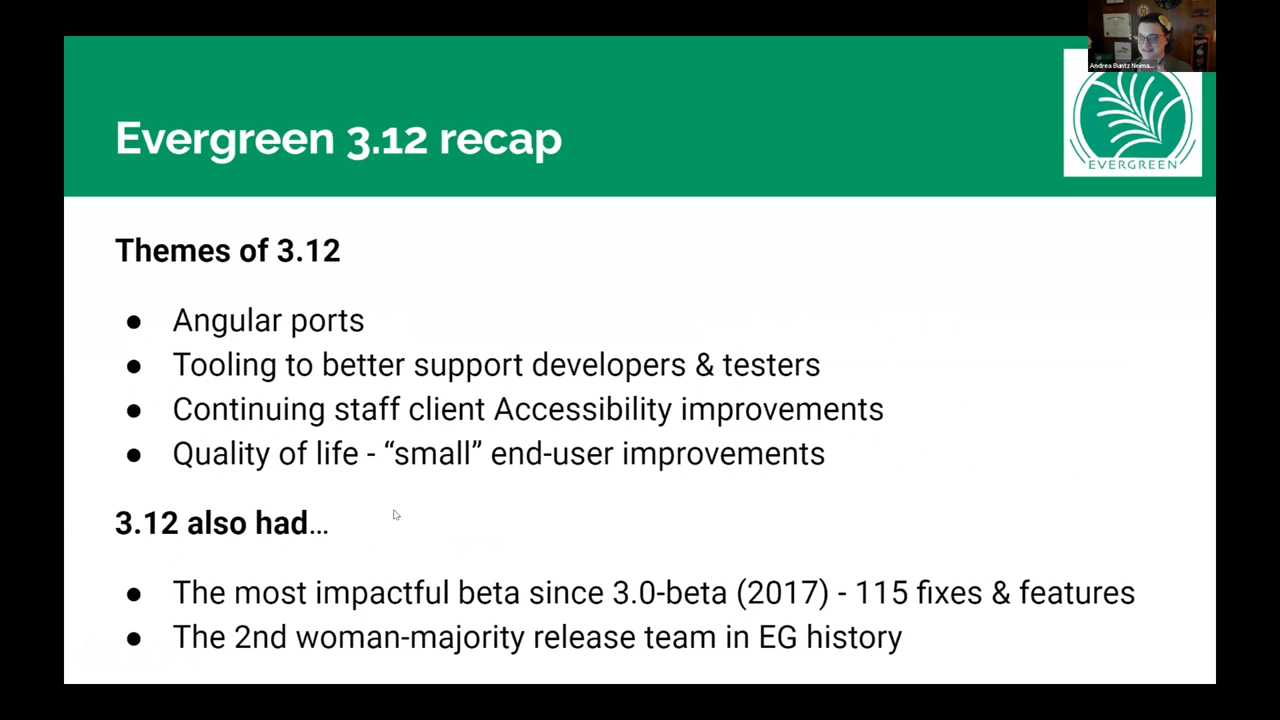 Andrea Buntz Neima...
Evergreen 3.12 recap
EVERGREEN
Themes of 3.12
● Angular ports
● Tooling to better support developers & testers
● Continuing staff client Accessibility improvements
● Quality of life - “small” end-user improvements
3.12 also had…
● The most impactful beta since 3.0-beta (2017) - 115 fixes & features
● The 2nd woman-majority release team in EG history